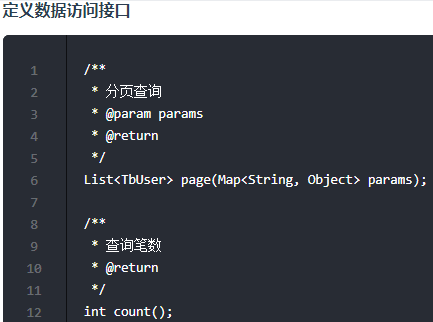 定义数据访问接口
1 /**
2 * 分页查询
3 * @param params
4 * @return
5 */
6 List<TbUser> page(Map<String, Object> params);
7
8 /**
9 * 查询笔数
10 * @return
11 */
12 int count();